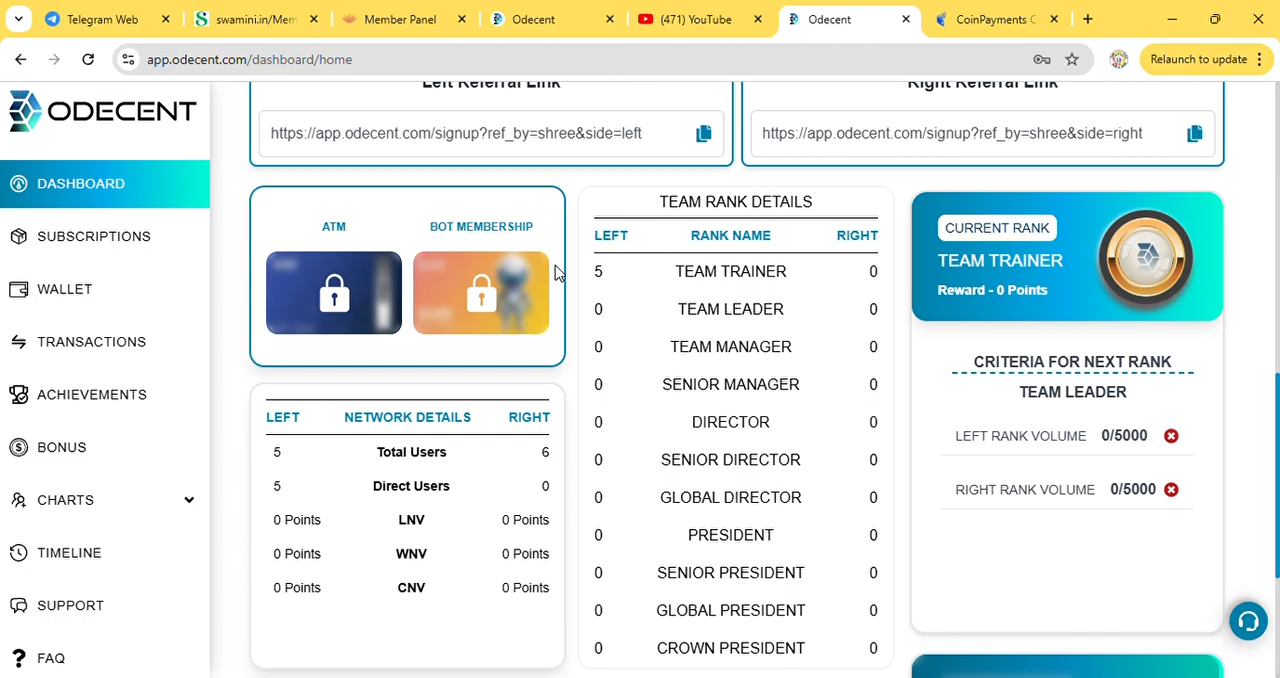 Telegram Web
swamini.in/Mem
Member Panel
Odecent
(471) YouTube
Odecent
CoinPayments C
app.odecent.com/dashboard/home
Relaunch to update
ODECENT
DASHBOARD
SUBSCRIPTIONS
WALLET
TRANSACTIONS
ACHIEVEMENTS
BONUS
CHARTS
TIMELINE
SUPPORT
FAQ
Left Referral Link
https://app.odecent.com/signup?ref_by=shree&side=left
Right Referral Link
https://app.odecent.com/signup?ref_by=shree&side=right
ATM BOT MEMBERSHIP
LEFT NETWORK DETAILS RIGHT
5 Total Users 6
5 Direct Users 0
0 Points LNV 0 Points
0 Points WNV 0 Points
0 Points CNV 0 Points
TEAM RANK DETAILS
LEFT RANK NAME RIGHT
5 TEAM TRAINER 0
0 TEAM LEADER 0
0 TEAM MANAGER 0
0 SENIOR MANAGER 0
0 DIRECTOR 0
0 SENIOR DIRECTOR 0
0 GLOBAL DIRECTOR 0
0 PRESIDENT 0
0 SENIOR PRESIDENT 0
0 GLOBAL PRESIDENT 0
0 CROWN PRESIDENT 0
CURRENT RANK
TEAM TRAINER
Reward - 0 Points
CRITERIA FOR NEXT RANK
TEAM LEADER
LEFT RANK VOLUME 0/5000
RIGHT RANK VOLUME 0/5000